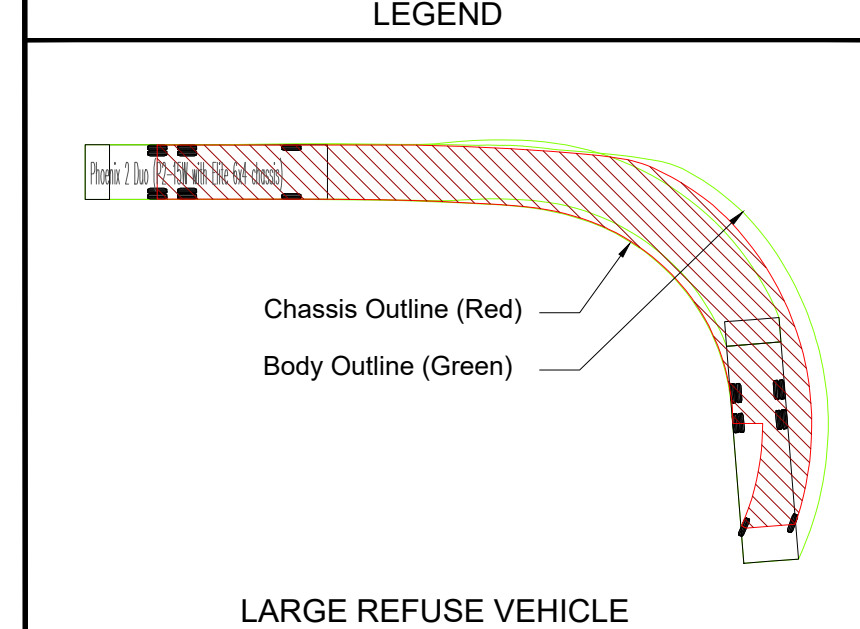 LEGEND
Phoenix 2 Duo (P2-15W with Elite 6x4 chassis)
Chassis Outline (Red)
Body Outline (Green)
LARGE REFUSE VEHICLE